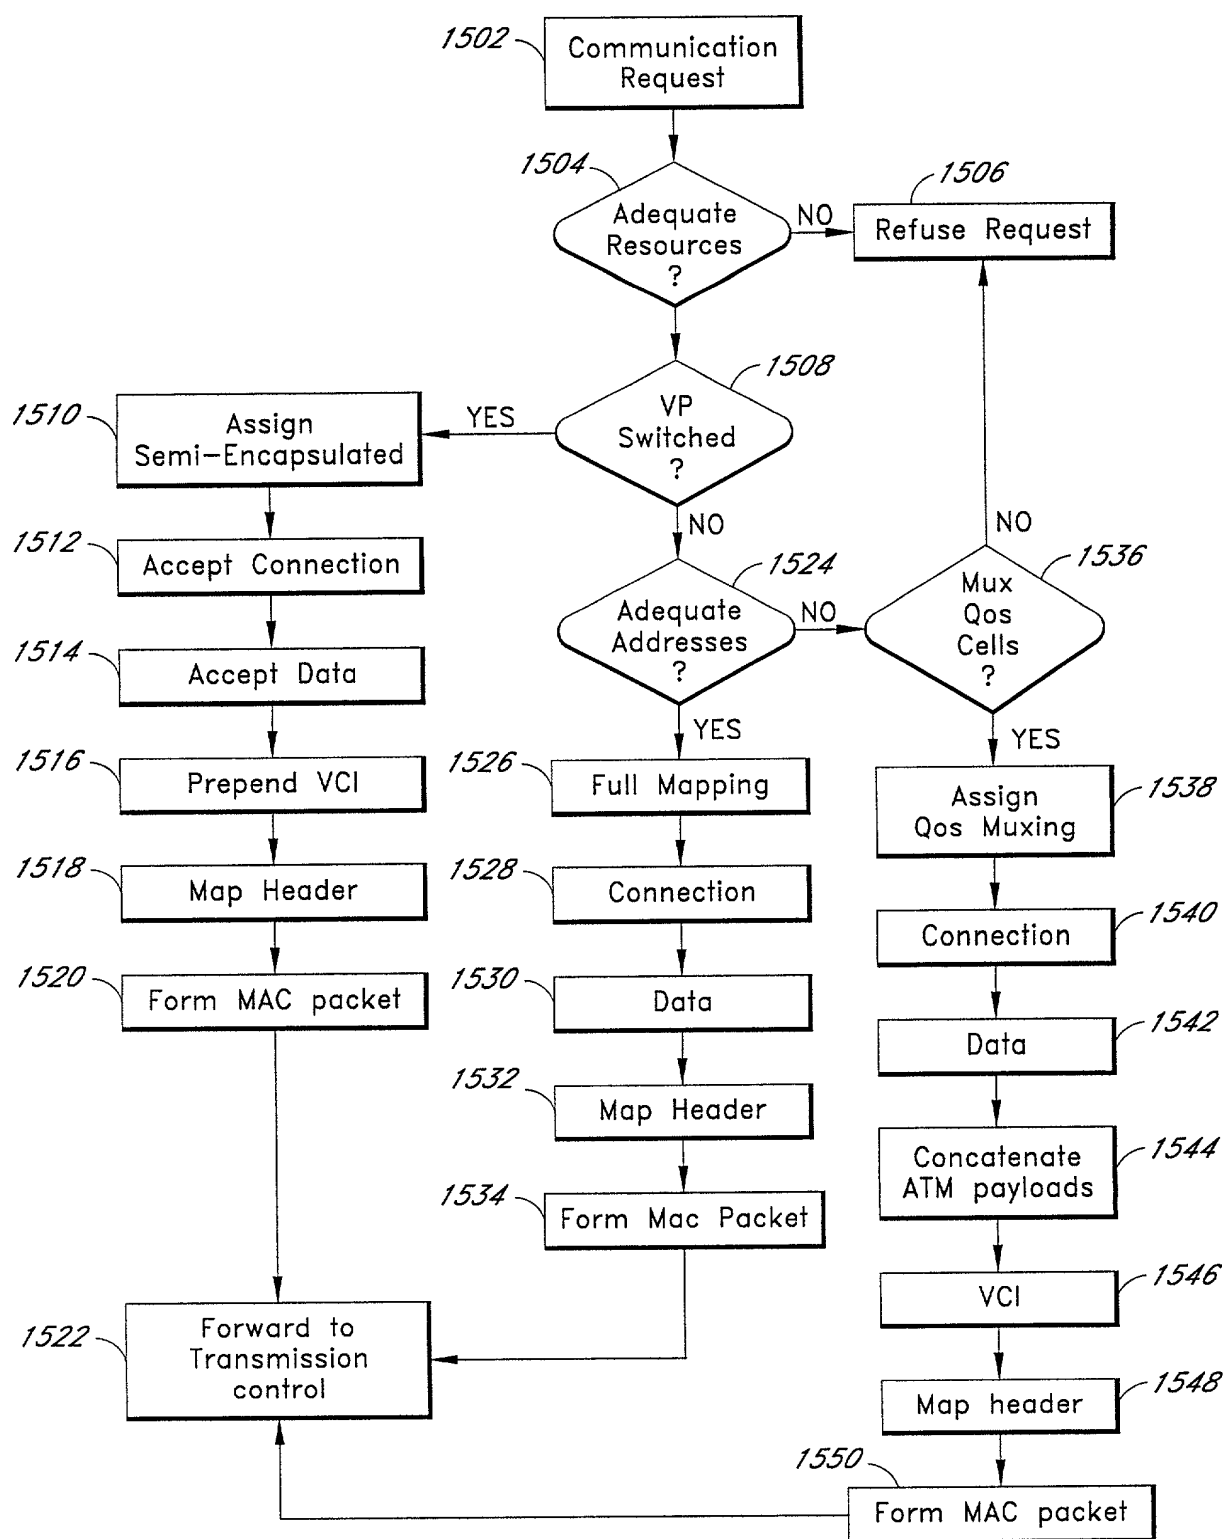 1502
Communication
Request
1504
Adequate
Resources
?
NO
1506
Refuse Request
1508
VP
Switched
?
YES
NO
1510
Assign
Semi-Encapsulated
1512
Accept Connection
1514
Accept Data
1516
Prepend VCI
1518
Map Header
1520
Form MAC packet
1522
Forward to
Transmission
control
1524
Adequate
Addresses
?
NO
YES
1526
Full Mapping
1528
Connection
1530
Data
1532
Map Header
1534
Form Mac Packet
NO
1536
Mux
Qos
Cells
?
YES
1538
Assign
Qos Muxing
1540
Connection
1542
Data
1544
Concatenate
ATM payloads
1546
VCI
1548
Map header
1550
Form MAC packet